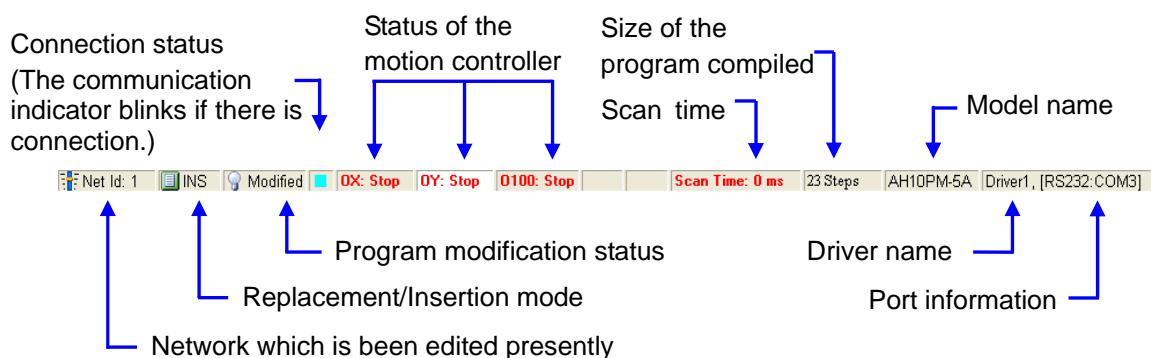 Connection status
(The communication
indicator blinks if there is
connection.)
Status of the
motion controller
Size of the
program compiled
Scan time
Model name
Net Id: 1 INS Modified OX: Stop OY: Stop O100: Stop Scan Time: 0 ms 23 Steps AH10PM-5A Driver1, [RS232:COM3]
Program modification status
Driver name
Replacement/Insertion mode
Port information
Network which is been edited presently